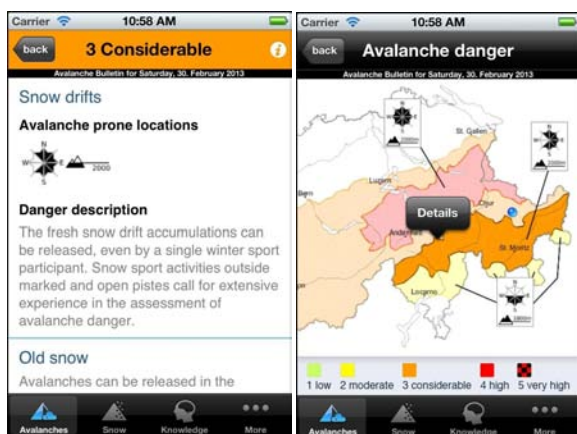 Carrier 10:58 AM
back 3 Considerable i
Avalanche Bulletin for Saturday, 30. February 2013
Snow drifts
Avalanche prone locations
N
W E
S
2000
Danger description
The fresh snow drift accumulations can
be released, even by a single winter sport
participant. Snow sport activities outside
marked and open pistes call for extensive
experience in the assessment of
avalanche danger.
Old snow
Avalanches can be released in the
Avalanches Snow Knowledge More
Carrier 10:58 AM
back Avalanche danger
Avalanche Bulletin for Saturday, 30. February 2013
St. Gallen
Luzern
Bern
Details
Chur
Andermatt
St. Moritz
Locarno
1 low 2 moderate 3 considerable 4 high 5 very high
Avalanches Snow Knowledge More